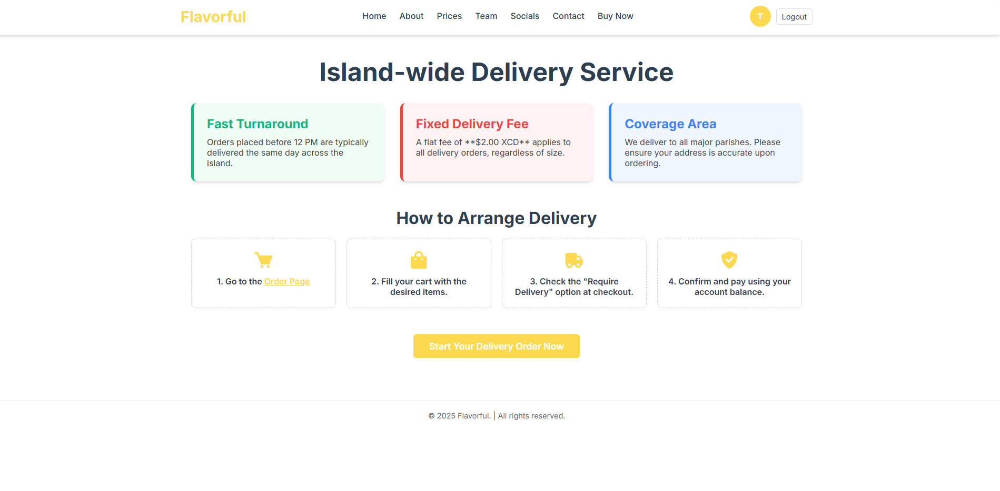 Flavorful
Home About Prices Team Socials Contact Buy Now
T
Logout
Island-wide Delivery Service
Fast Turnaround
Orders placed before 12 PM are typically
delivered the same day across the
island.
Fixed Delivery Fee
A flat fee of **$2.00 XCD** applies to
all delivery orders, regardless of size.
Coverage Area
We deliver to all major parishes. Please
ensure your address is accurate upon
ordering.
How to Arrange Delivery
1. Go to the Order Page
2. Fill your cart with the
desired items.
3. Check the "Require
Delivery" option at checkout.
4. Confirm and pay using your
account balance.
Start Your Delivery Order Now
© 2025 Flavorful. | All rights reserved.